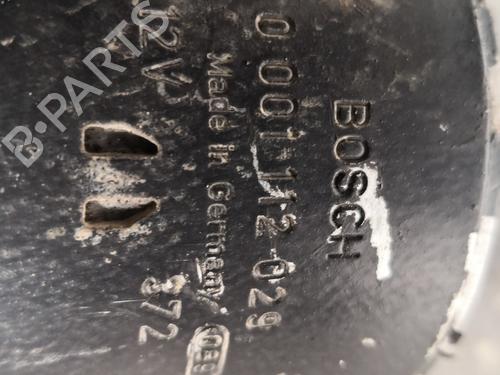 BOSCH
0 001 112 029
Made in Germany
12V
372
B-PARTS